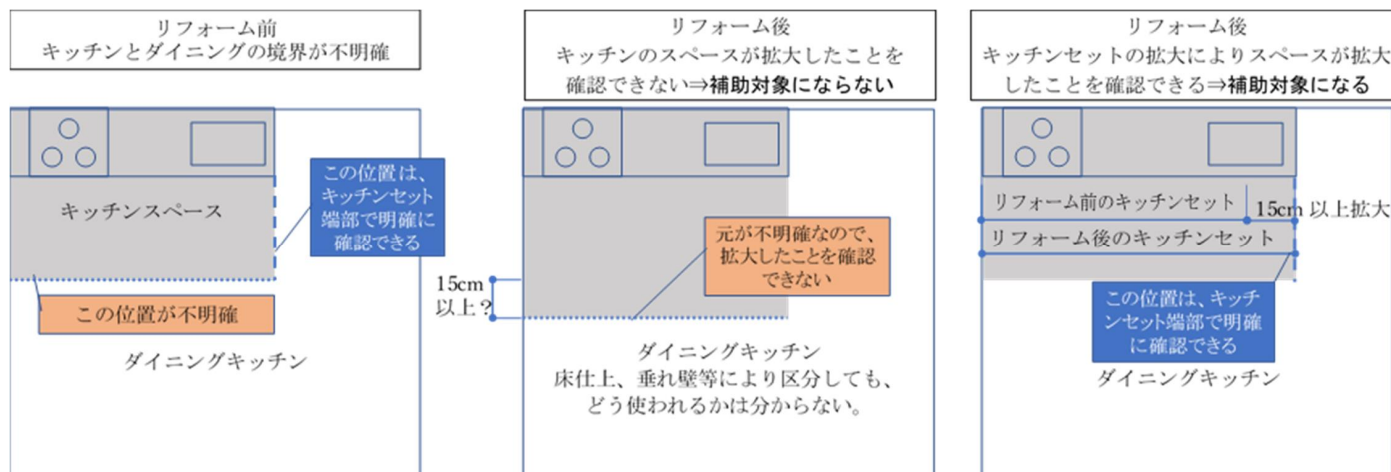 リフォーム前
キッチンとダイニングの境界が不明確
この位置は、
キッチンセット
端部で明確に
確認できる
キッチンスペース
この位置が不明確
ダイニングキッチン
リフォーム後
キッチンのスペースが拡大したことを
確認できない⇒補助対象にならない
元が不明確なので、
拡大したことを確認
できない
15cm
以上？
ダイニングキッチン
床仕上、垂れ壁等により区分しても、
どう使われるかは分からない。
リフォーム後
キッチンセットの拡大によりスペースが拡大
したことを確認できる⇒補助対象になる
リフォーム前のキッチンセット
15cm 以上拡大
リフォーム後のキッチンセット
この位置は、キッチ
ンセット端部で明確
に確認できる
ダイニングキッチン